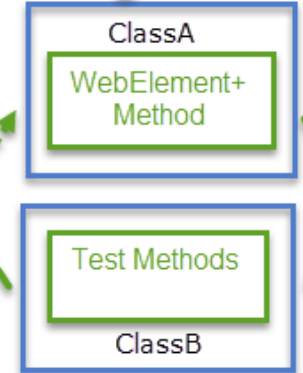 ClassA
WebElement+
Method
Test Methods
ClassB